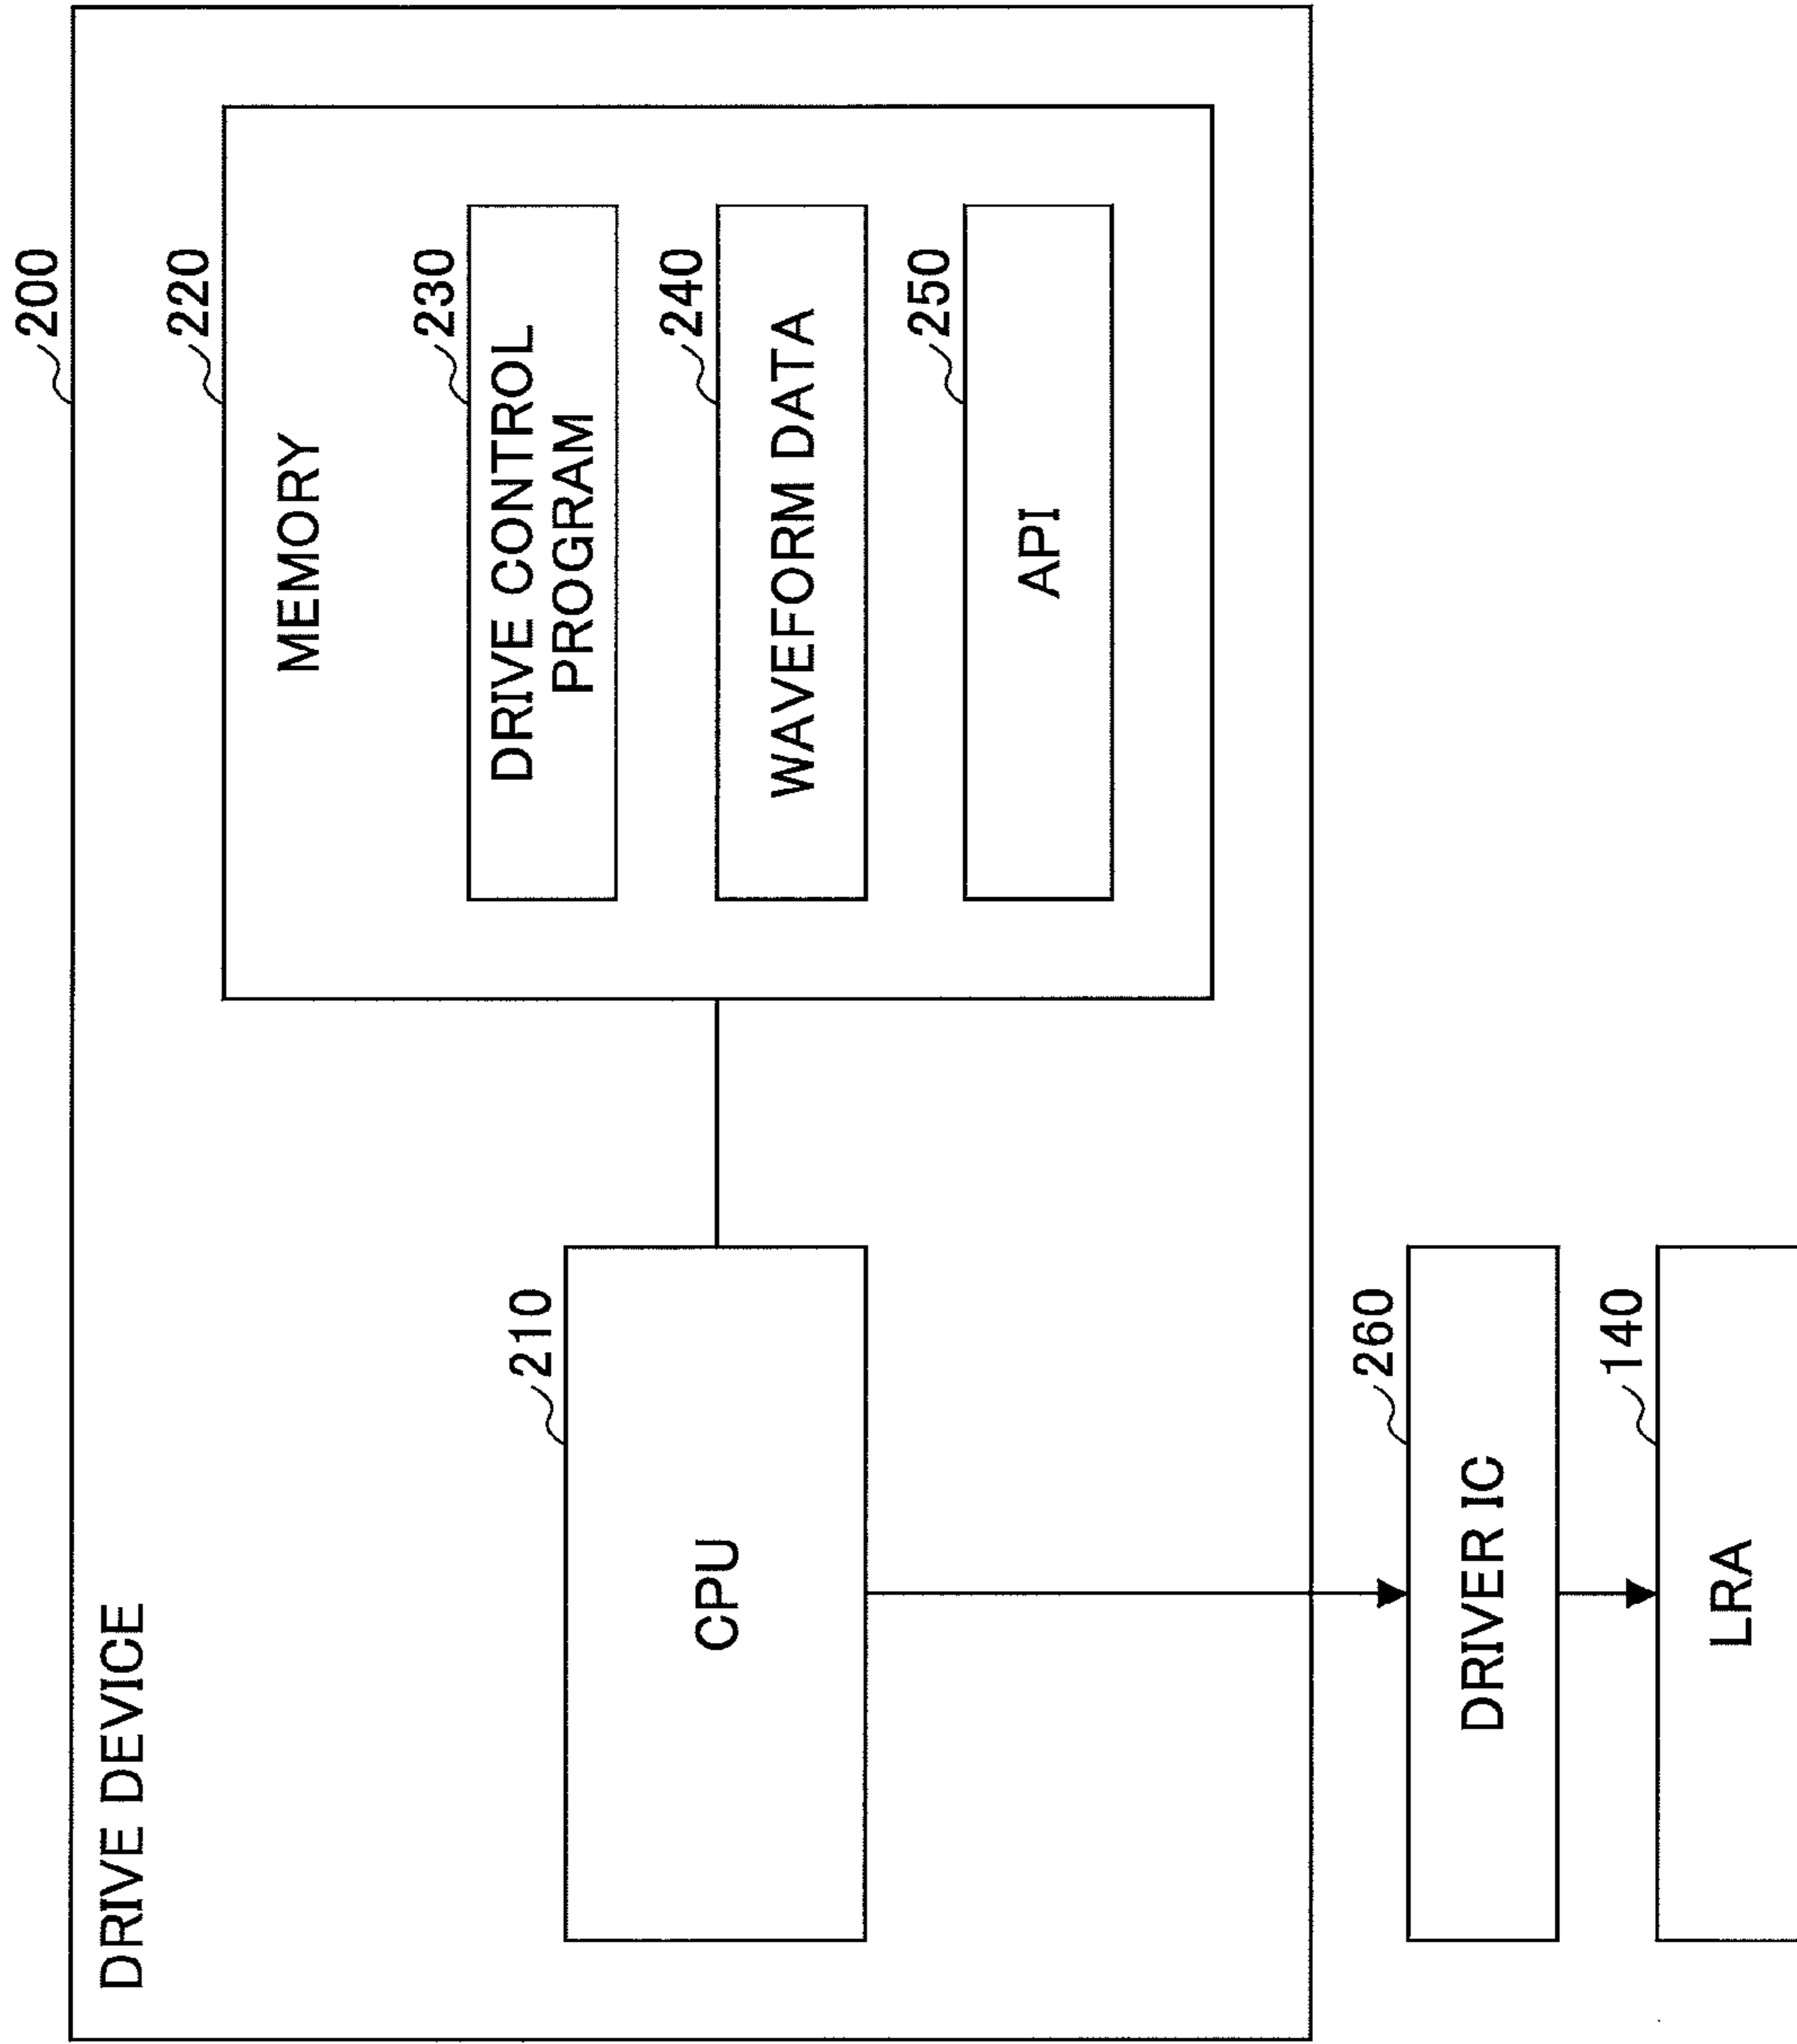 200
DRIVE DEVICE
220
MEMORY
210
CPU
230
DRIVE CONTROL
PROGRAM
240
WAVEFORM DATA
250
API
260
DRIVER IC
140
LRA